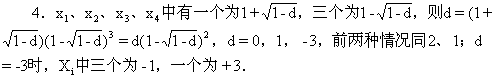 4．x₁、x₂、x₃、x₄中有一个为1+√(1-d)，三个为1-√(1-d)，则d=(1+
√(1-d))(1-√(1-d))³=d(1-√(1-d))²，d=0，1，-3，前两种情况同2、1；d
=-3时，Xᵢ中三个为-1，一个为+3．